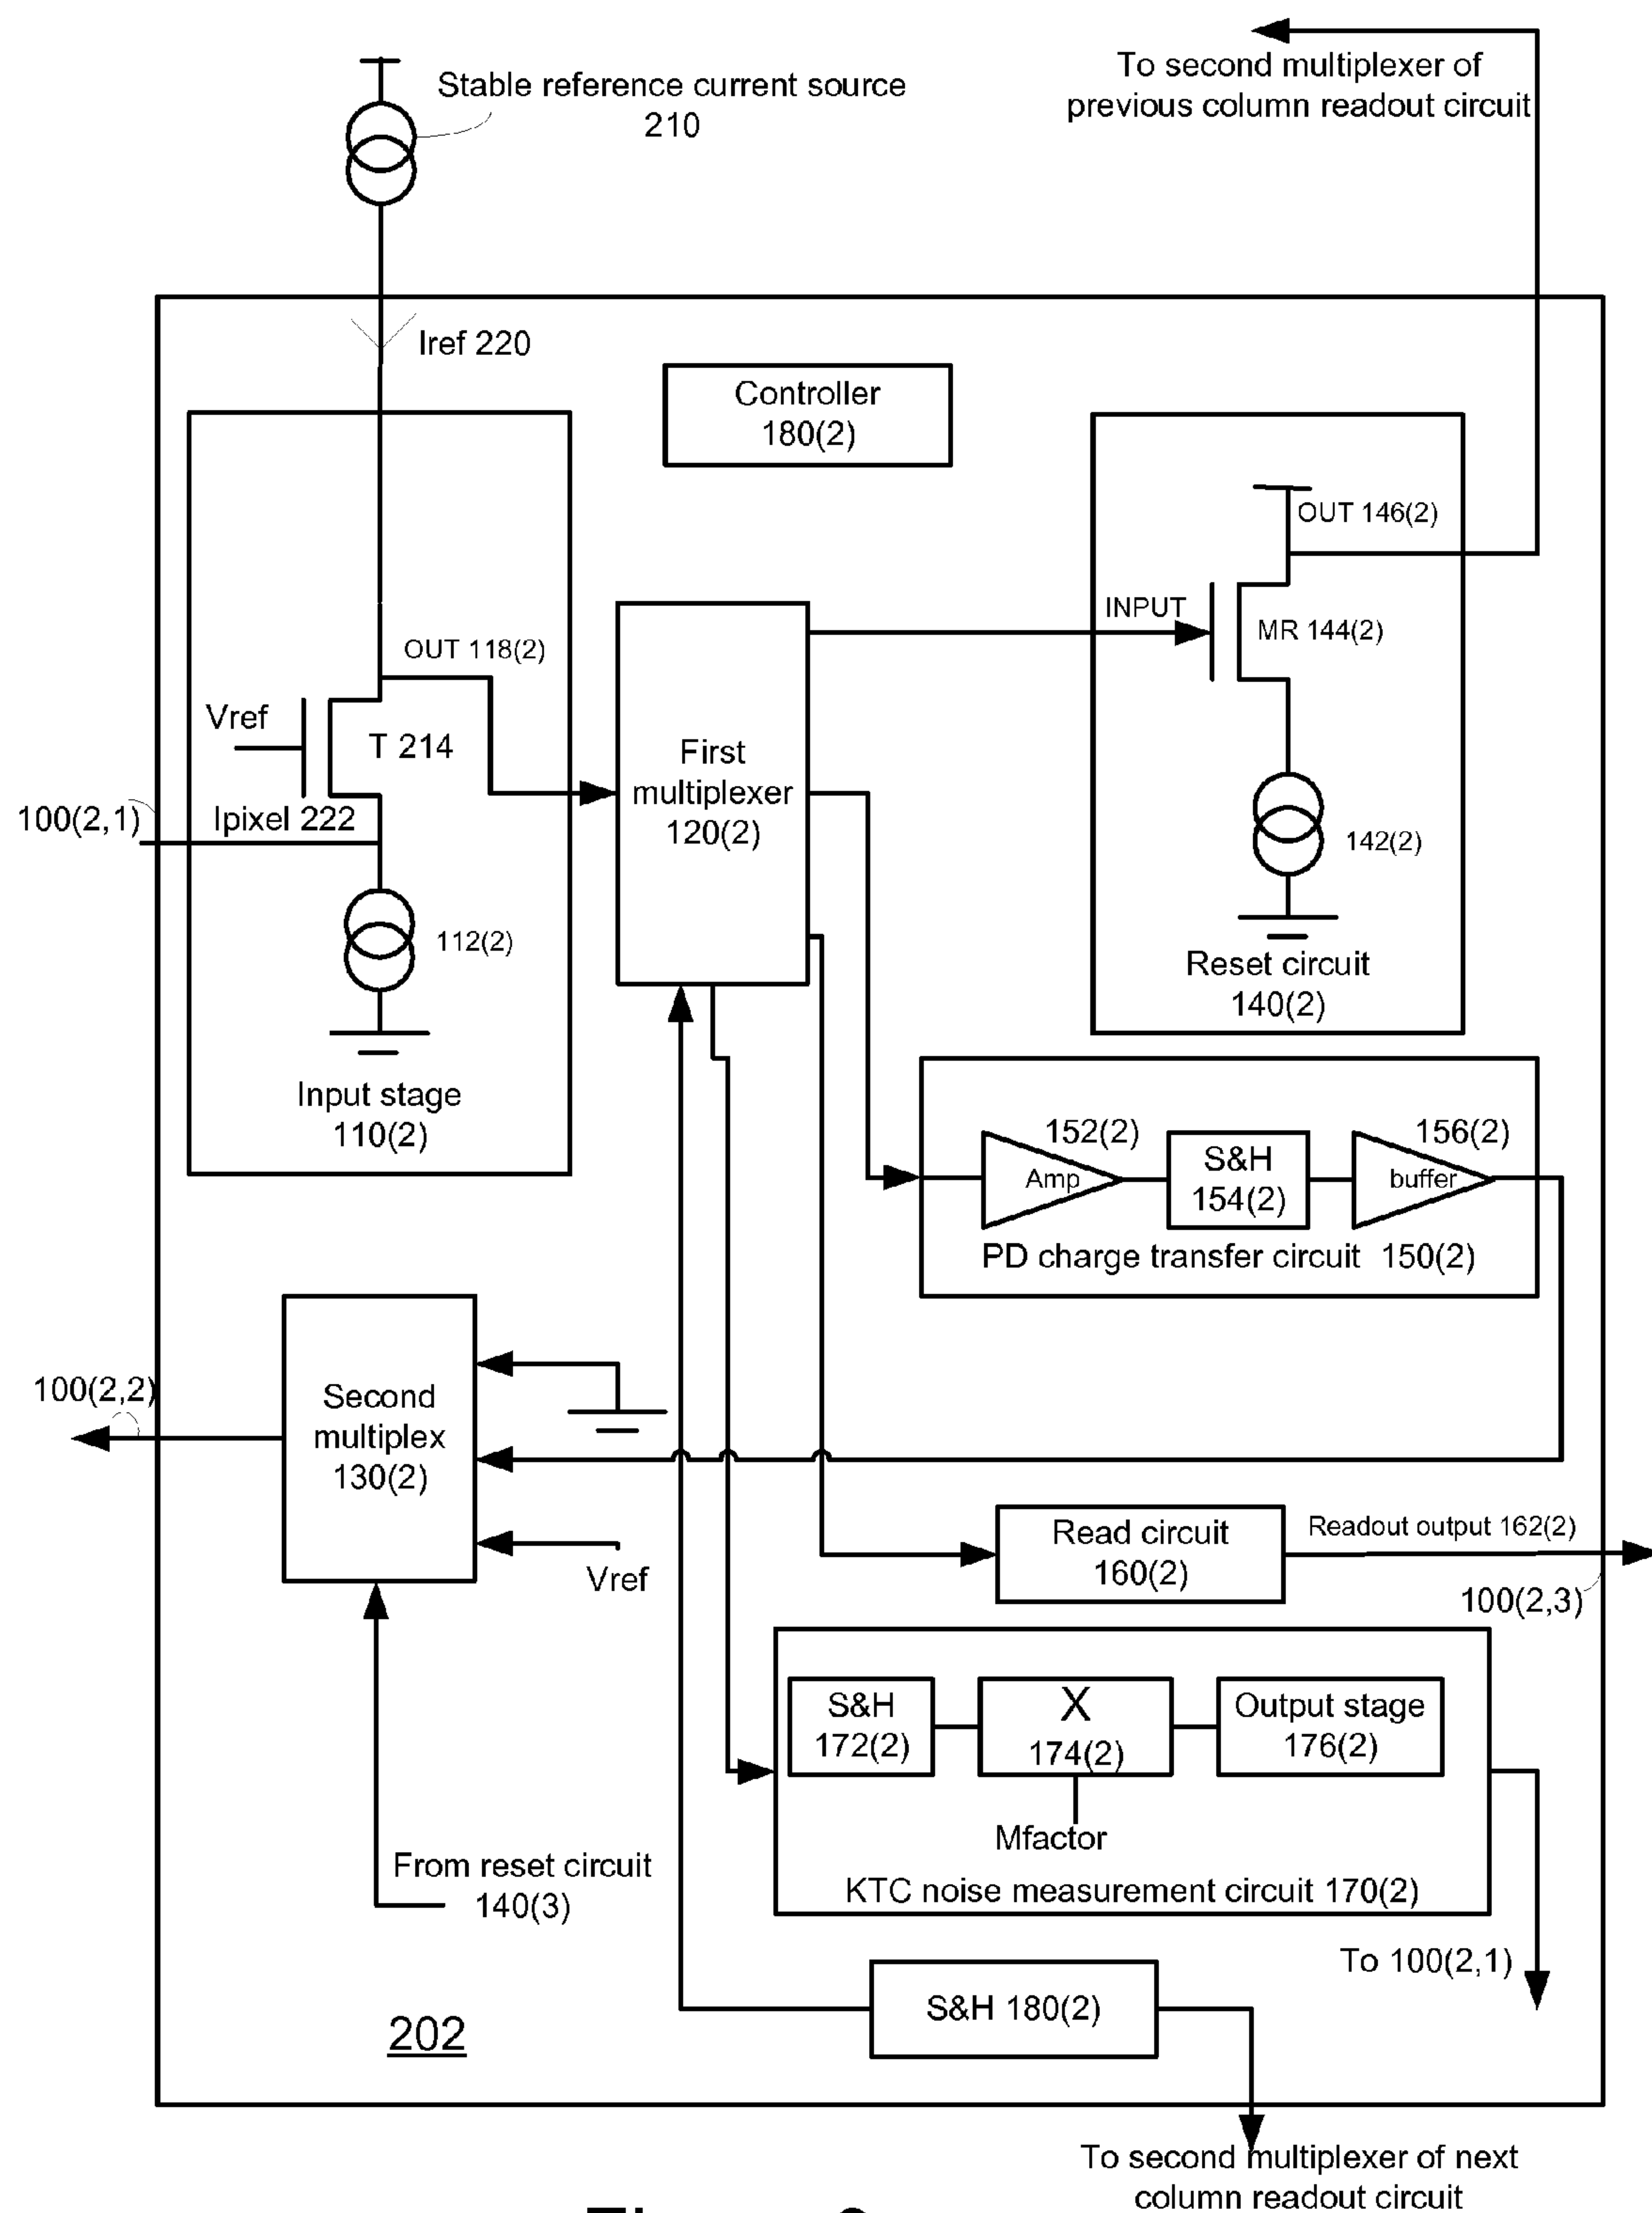 To second multiplexer of
previous column readout circuit
Stable reference current source
210
Iref 220
Controller
180(2)
OUT 146(2)
INPUT
MR 144(2)
OUT 118(2)
Vref
T 214
First
multiplexer
120(2)
100(2,1)
Ipixel 222
142(2)
112(2)
Reset circuit
140(2)
Input stage
110(2)
152(2)
156(2)
Amp
S&H
154(2)
buffer
PD charge transfer circuit 150(2)
100(2,2)
Second
multiplex
130(2)
Vref
Read circuit
160(2)
Readout output 162(2)
100(2,3)
S&H
172(2)
X
174(2)
Output stage
176(2)
Mfactor
KTC noise measurement circuit 170(2)
From reset circuit
140(3)
To 100(2,1)
S&H 180(2)
202
To second multiplexer of next
column readout circuit